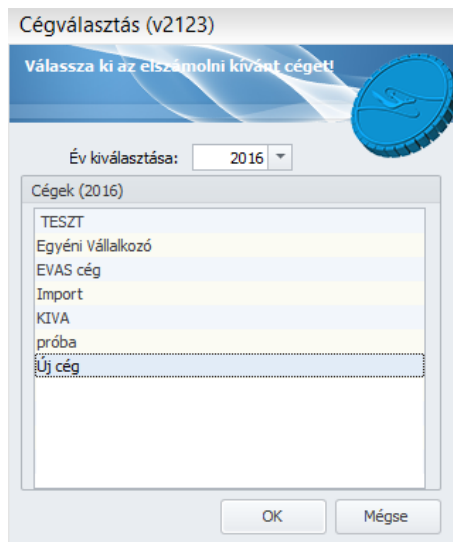 Cégválasztás (v2123)
Válassza ki az elszámolni kívánt céget!
Év kiválasztása: 2016
Cégek (2016)
TESZT
Egyéni Vállalkozó
EVAS cég
Import
KIVA
próba
Új cég
OK Mégse